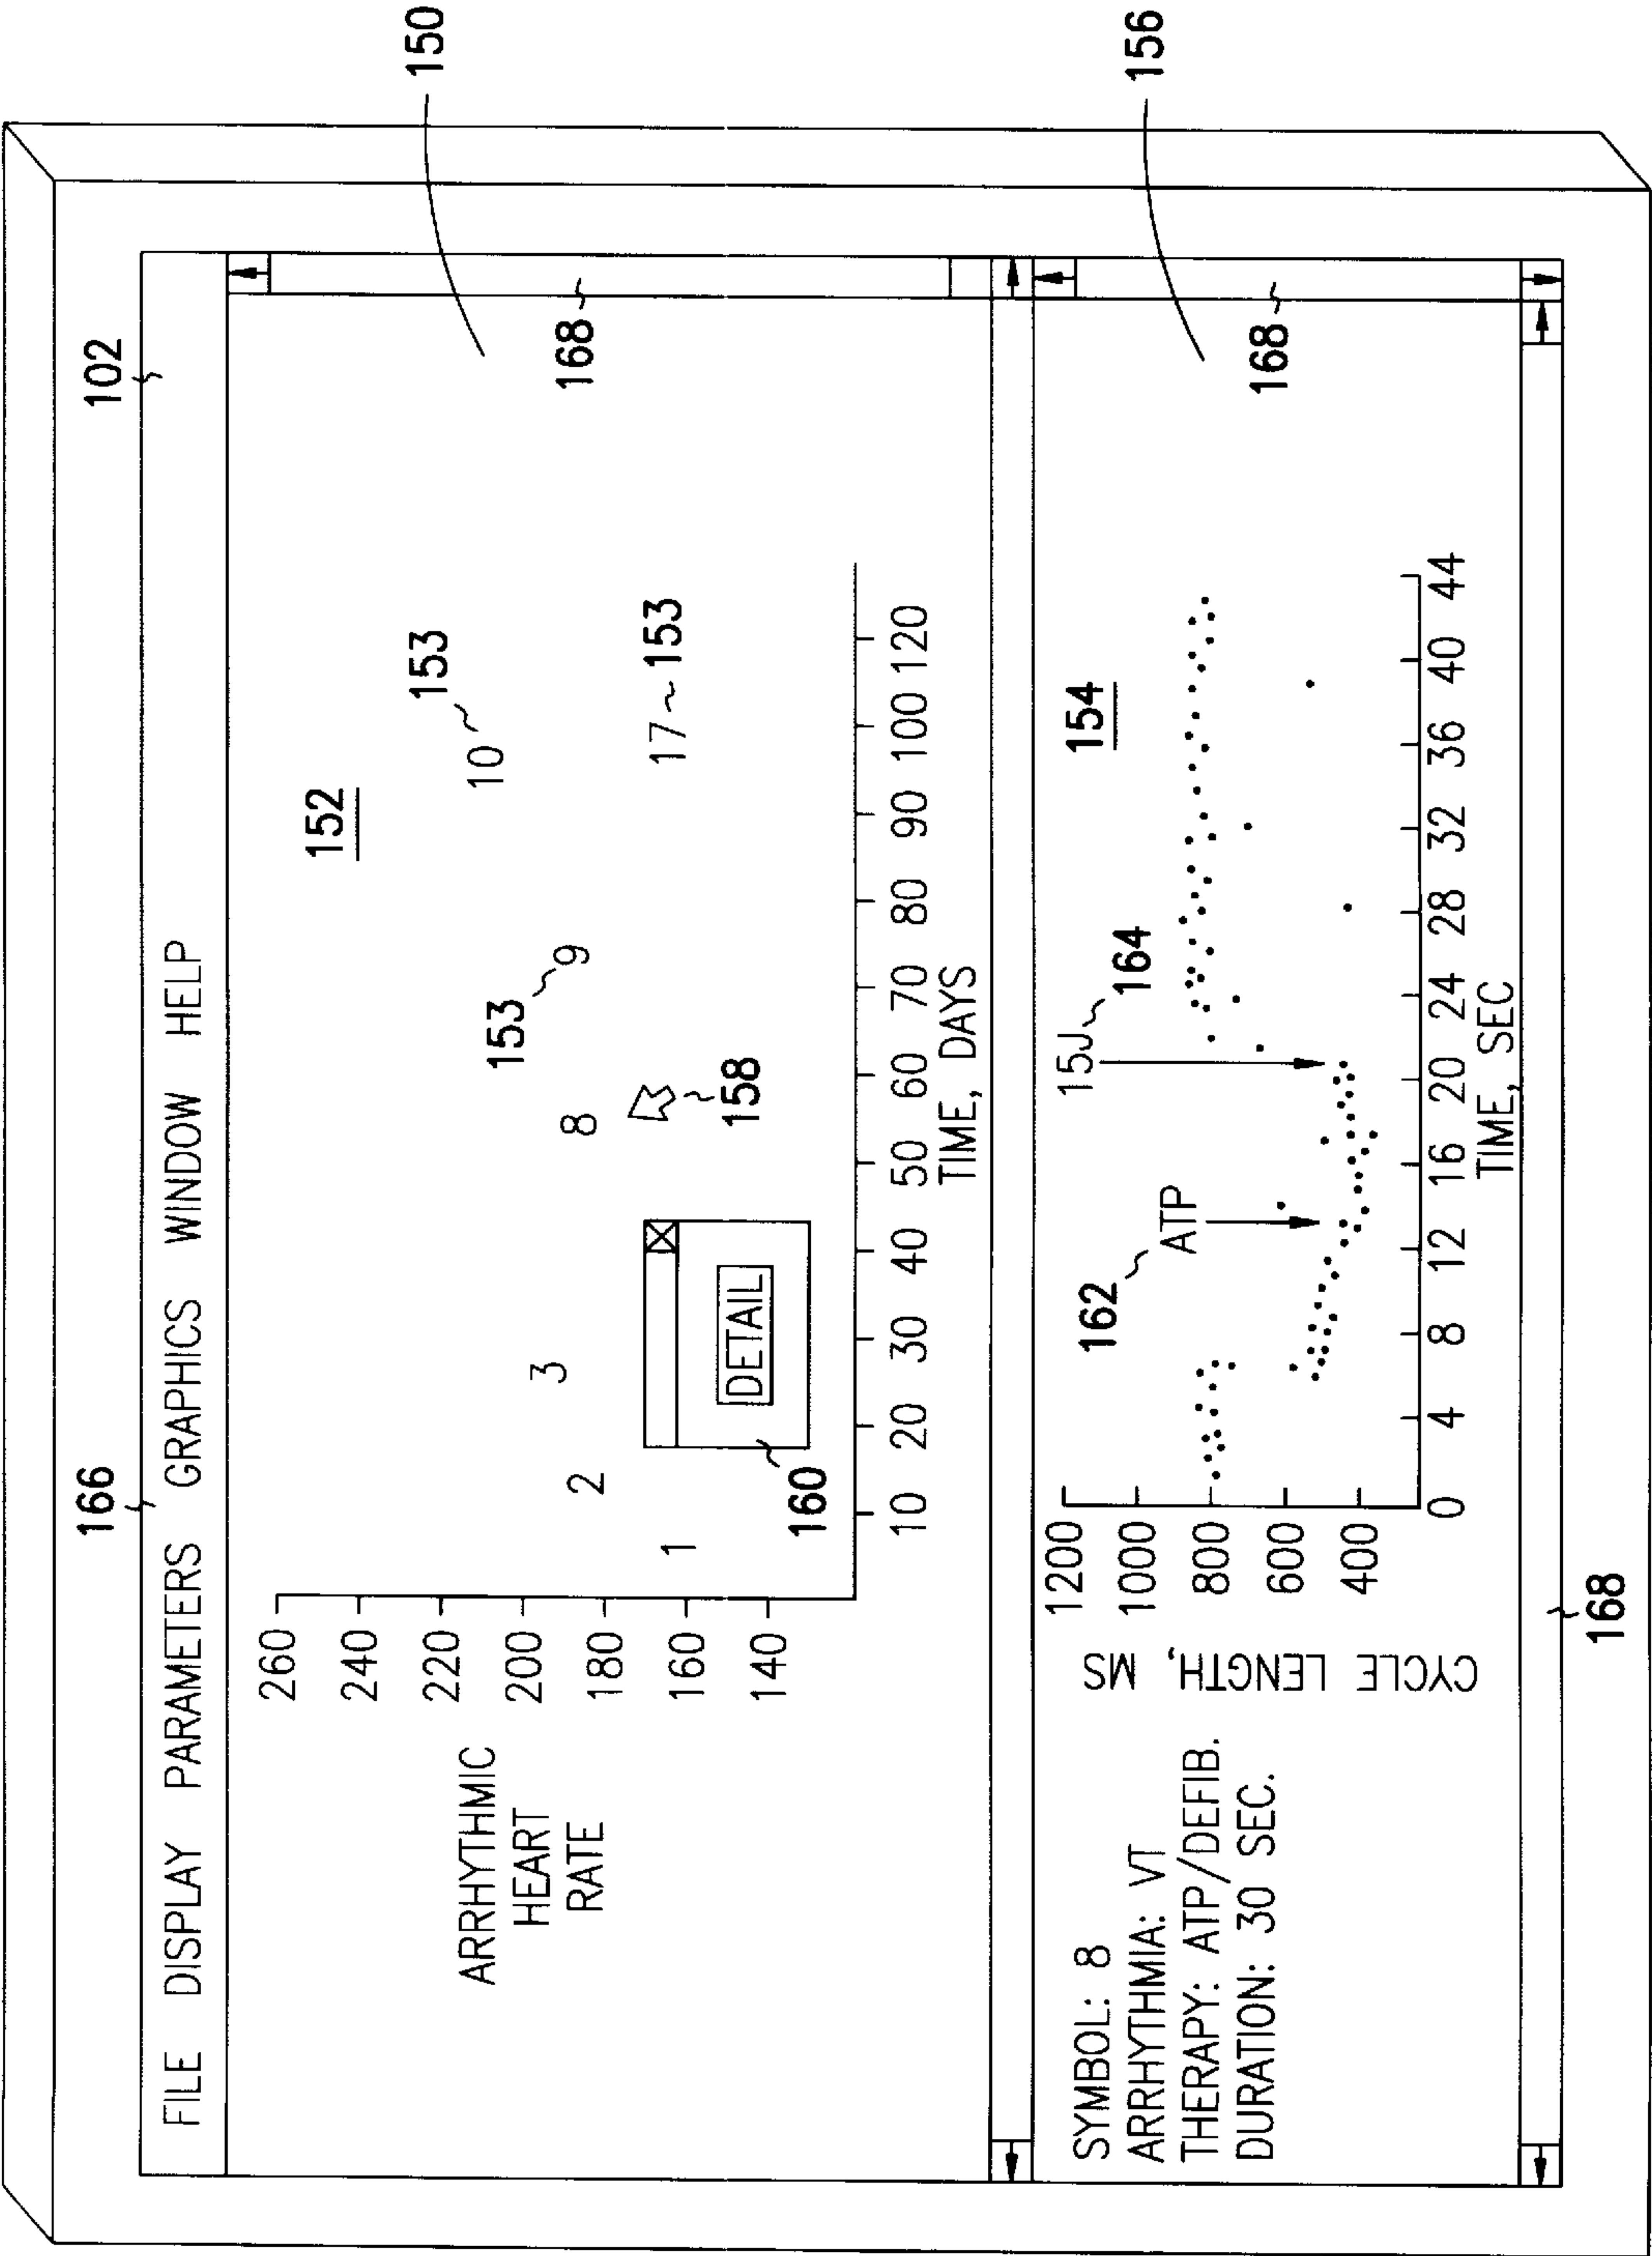 166
102
FILE DISPLAY PARAMETERS GRAPHICS WINDOW HELP
150
152
ARRHYTHMIC
HEART
RATE
260
240
220
200
180
160
140
153
153
153
10
9
8
3
2
1
17
168
158
DETAIL
160
10 20 30 40 50 60 70 80 90 100 120
TIME, DAYS
156
SYMBOL: 8
ARRHYTHMIA: VT
THERAPY: ATP/DEFIB.
DURATION: 30 SEC.
CYCLE LENGTH, MS
1200
1000
800
600
400
162
ATP
15J
164
154
168
0 4 8 12 16 20 24 28 32 36 40 44
TIME, SEC
168